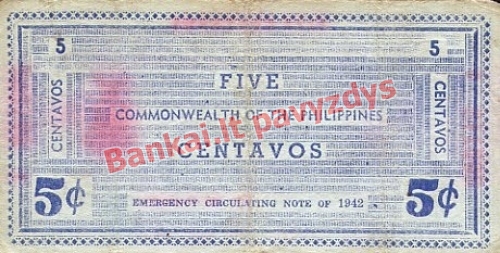 5
5
FIVE
COMMONWEALTH OF THE PHILIPPINES
CENTAVOS
CENTAVOS
CENTAVOS
Bankai.lt pavyzdys
5¢
EMERGENCY CIRCULATING NOTE OF 1942
5¢